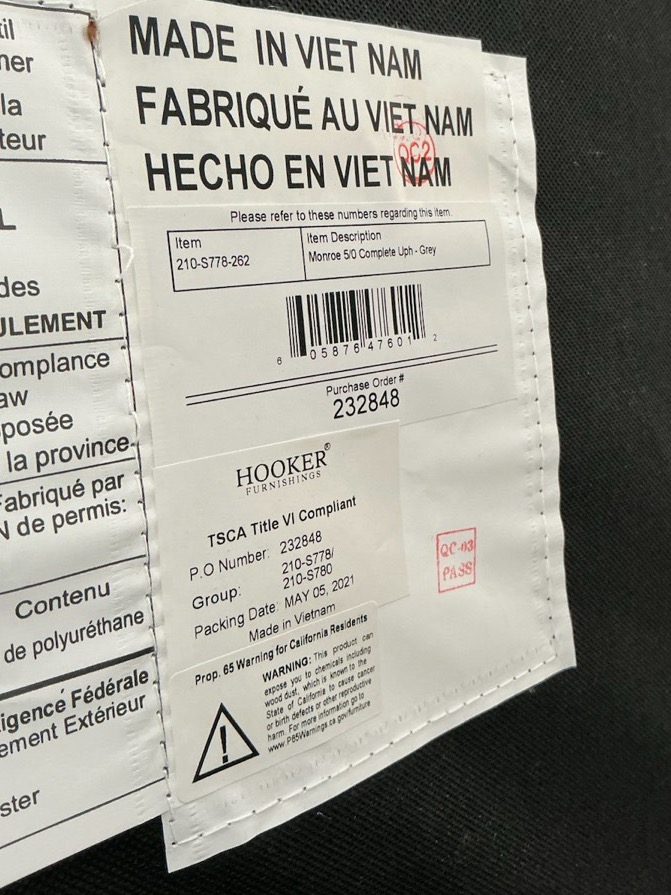 til
ner
la
teur
L
des
ULEMENT
omplance
aw
posée
la province
Fabriqué par
N de permis:
Contenu
de polyuréthane
igence Fédérale
ement Extérieur
ster
MADE IN VIET NAM
FABRIQUÉ AU VIET NAM
HECHO EN VIET NAM
QC2
Please refer to these numbers regarding this item.
Item
210-S778-262
Item Description
Monroe 5/0 Complete Uph - Grey
6 05876 47601 2
Purchase Order #
232848
HOOKER®
FURNISHINGS
TSCA Title VI Compliant
P.O Number: 232848
Group: 210-S778/
210-S780
Packing Date: MAY 05, 2021
Made in Vietnam
QC-03
PASS
Prop. 65 Warning for California Residents
WARNING: This product can
expose you to chemicals including
wood dust, which is known to the
State of California to cause cancer
or birth defects or other reproductive
harm. For more information go to
www.P65Warnings.ca.gov/furniture